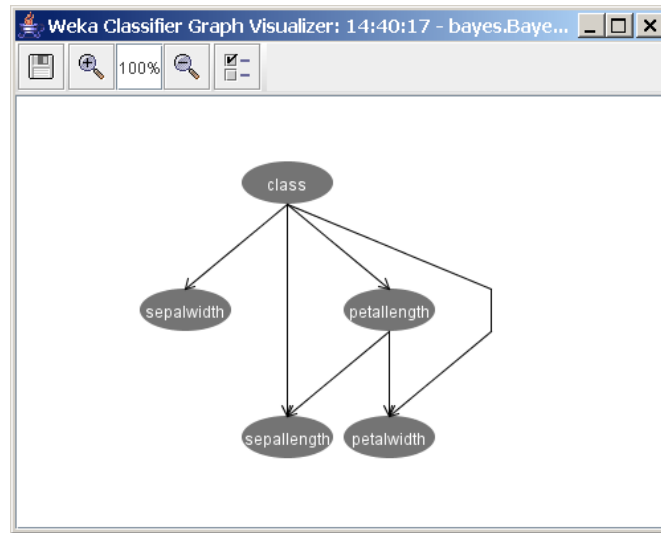 Weka Classifier Graph Visualizer: 14:40:17 - bayes.Baye...
100%
class
sepalwidth petallength
sepallength petalwidth